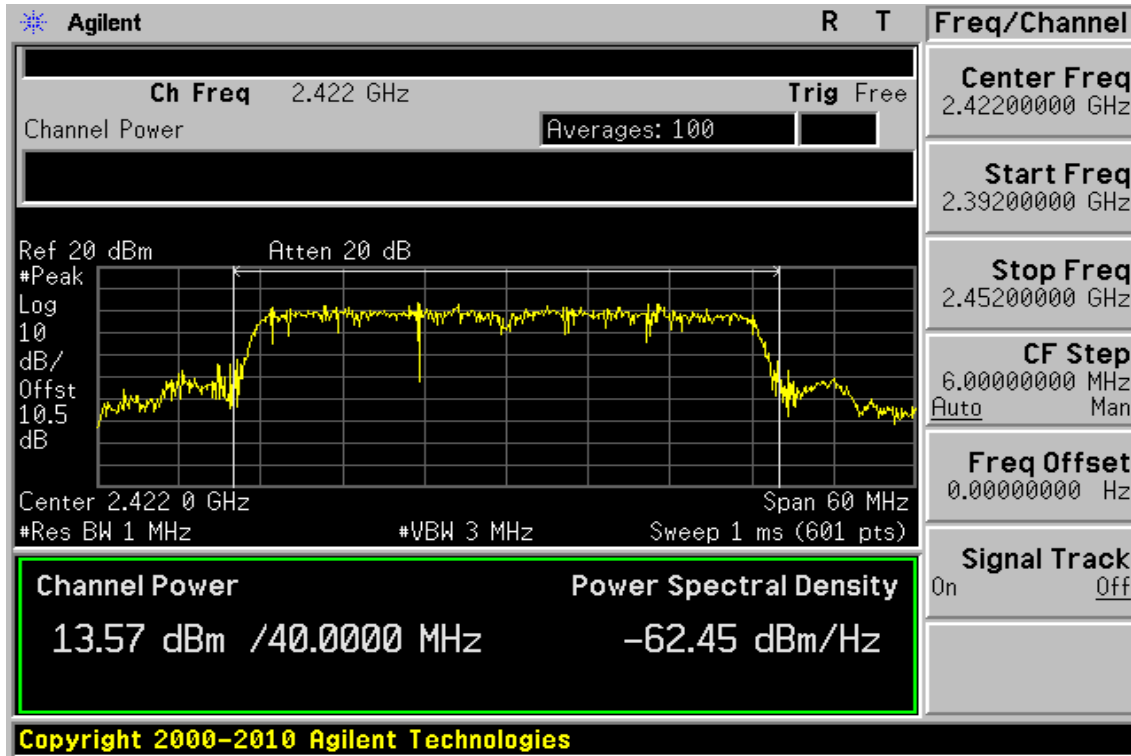 Agilent R T
Ch Freq 2.422 GHz Trig Free
Channel Power Averages: 100
Ref 20 dBm Atten 20 dB
#Peak
Log
10
dB/
Offst
10.5
dB
Center 2.422 0 GHz Span 60 MHz
#Res BW 1 MHz #VBW 3 MHz Sweep 1 ms (601 pts)
Channel Power Power Spectral Density
13.57 dBm /40.0000 MHz -62.45 dBm/Hz
Copyright 2000-2010 Agilent Technologies
Freq/Channel
Center Freq
2.42200000 GHz
Start Freq
2.39200000 GHz
Stop Freq
2.45200000 GHz
CF Step
6.00000000 MHz
Auto Man
Freq Offset
0.00000000 Hz
Signal Track
On Off